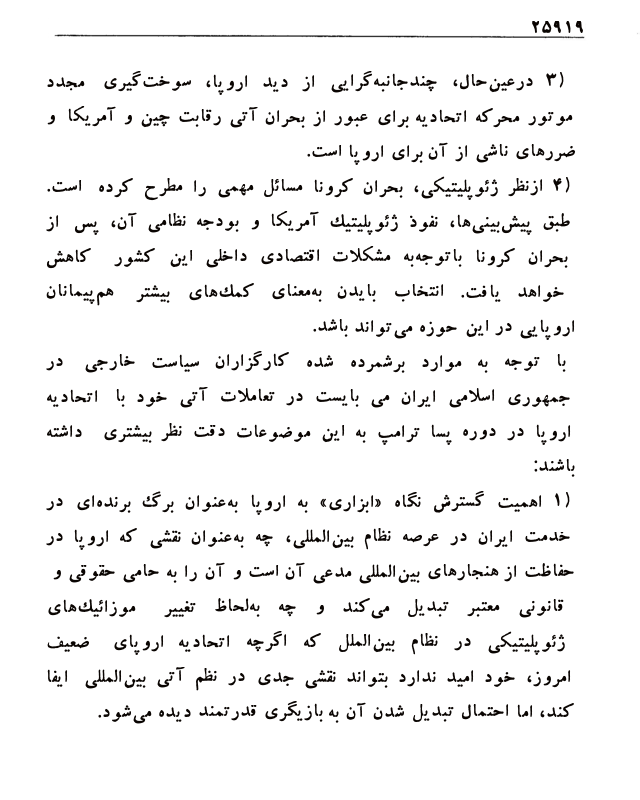 ۲۵۹۱۹
۳) درعین‌حال، چندجانبه‌گرایی از دید اروپا، سوخت‌گیری مجدد
موتور محرکه اتحادیه برای عبور از بحران آتی رقابت چین و آمریکا و
ضررهای ناشی از آن برای اروپا است.
۴) ازنظر ژئوپلیتیکی، بحران کرونا مسائل مهمی را مطرح کرده است.
طبق پیش‌بینی‌ها، نفوذ ژئوپلیتیك آمریکا و بودجه نظامی آن، پس از
بحران کرونا باتوجه‌به مشکلات اقتصادی داخلی این کشور کاهش
خواهد یافت. انتخاب بایدن به‌معنای کمك‌های بیشتر هم‌پیمانان
اروپایی در این حوزه می‌تواند باشد.
با توجه به موارد برشمرده شده کارگزاران سیاست خارجی در
جمهوری اسلامی ایران می بایست در تعاملات آتی خود با اتحادیه
اروپا در دوره پسا ترامپ به این موضوعات دقت نظر بیشتری داشته
باشند:
۱) اهمیت گسترش نگاه «ابزاری» به اروپا به‌عنوان برگ برنده‌ای در
خدمت ایران در عرصه نظام بین‌المللی، چه به‌عنوان نقشی که اروپا در
حفاظت از هنجارهای بین‌المللی مدعی آن است و آن را به حامی حقوقی و
قانونی معتبر تبدیل می‌کند و چه به‌لحاظ تغییر موزائیك‌های
ژئوپلیتیکی در نظام بین‌الملل که اگرچه اتحادیه اروپای ضعیف
امروز، خود امید ندارد بتواند نقشی جدی در نظم آتی بین‌المللی ایفا
کند، اما احتمال تبدیل شدن آن به بازیگری قدرتمند دیده می‌شود.